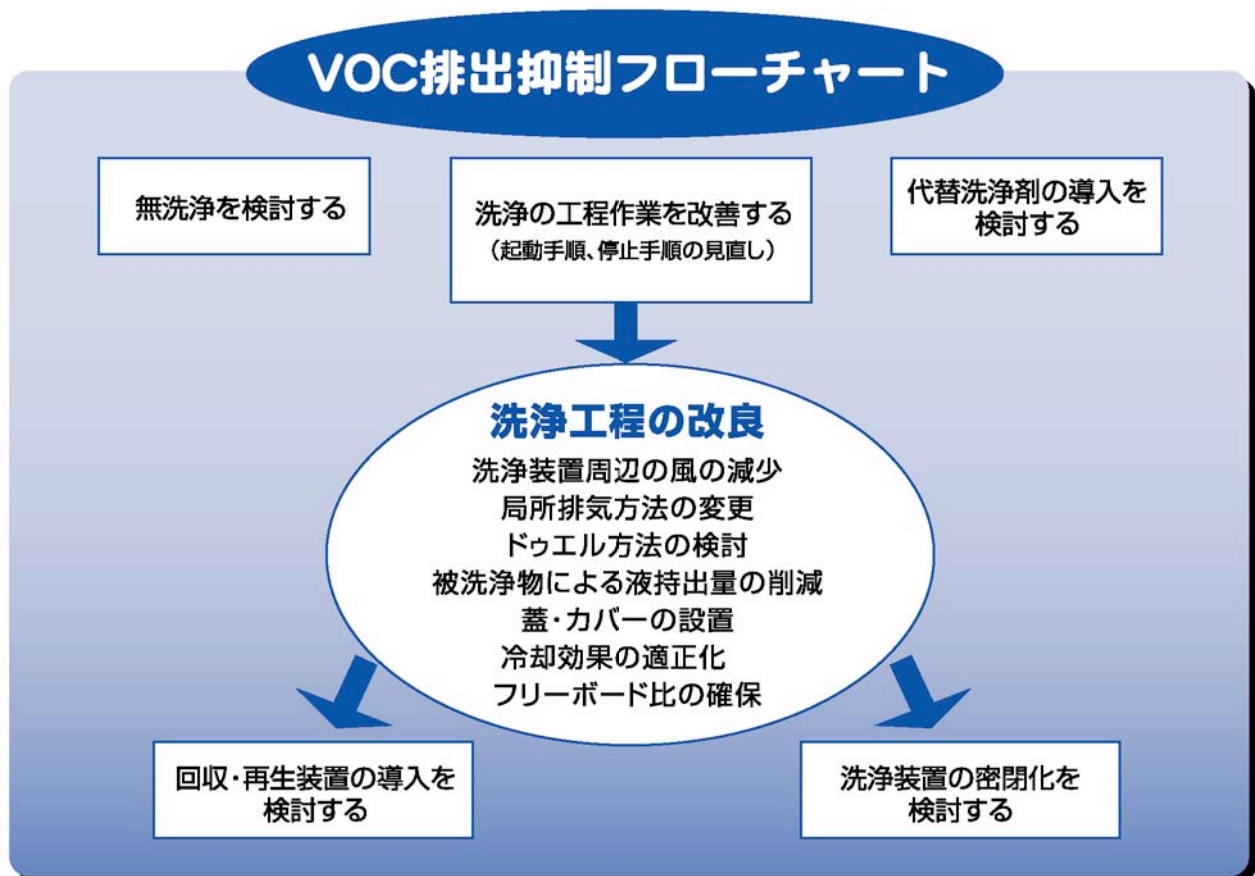 VOC排出抑制フローチャート
無洗浄を検討する
洗浄の工程作業を改善する
（起動手順、停止手順の見直し）
代替洗浄剤の導入を
検討する
洗浄工程の改良
洗浄装置周辺の風の減少
局所排気方法の変更
ドゥエル方法の検討
被洗浄物による液持出量の削減
蓋・カバーの設置
冷却効果の適正化
フリーボード比の確保
回収・再生装置の導入を
検討する
洗浄装置の密閉化を
検討する